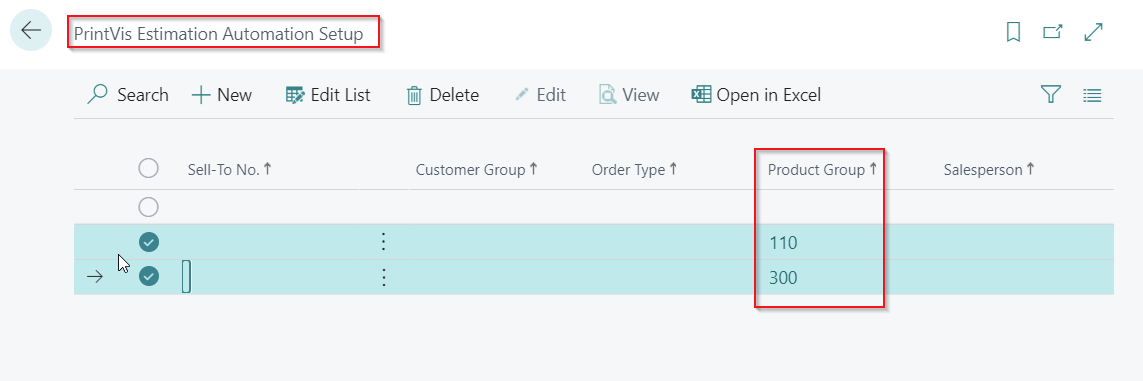 PrintVis Estimation Automation Setup
Search New Edit List Delete Edit View Open in Excel
Sell-To No.↑ Customer Group↑ Order Type↑ Product Group↑ Salesperson↑
110
300